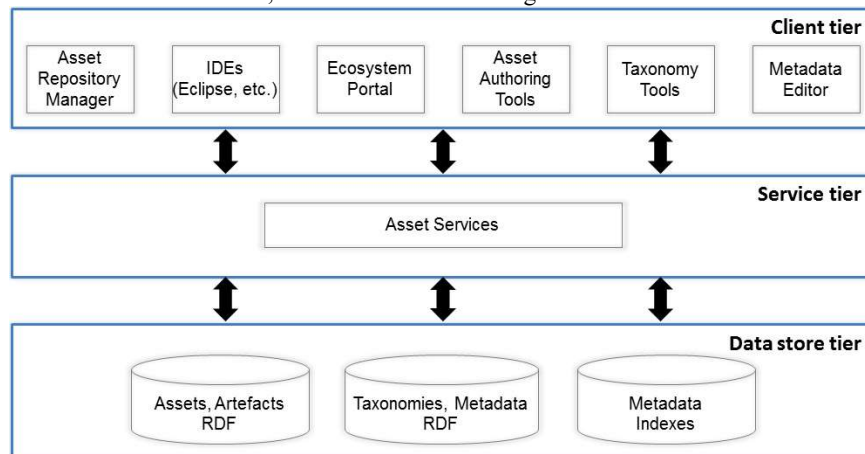 Client tier
Asset
Repository
Manager
IDEs
(Eclipse, etc.)
Ecosystem
Portal
Asset
Authoring
Tools
Taxonomy
Tools
Metadata
Editor
Service tier
Asset Services
Data store tier
Assets, Artefacts
RDF
Taxonomies, Metadata
RDF
Metadata
Indexes